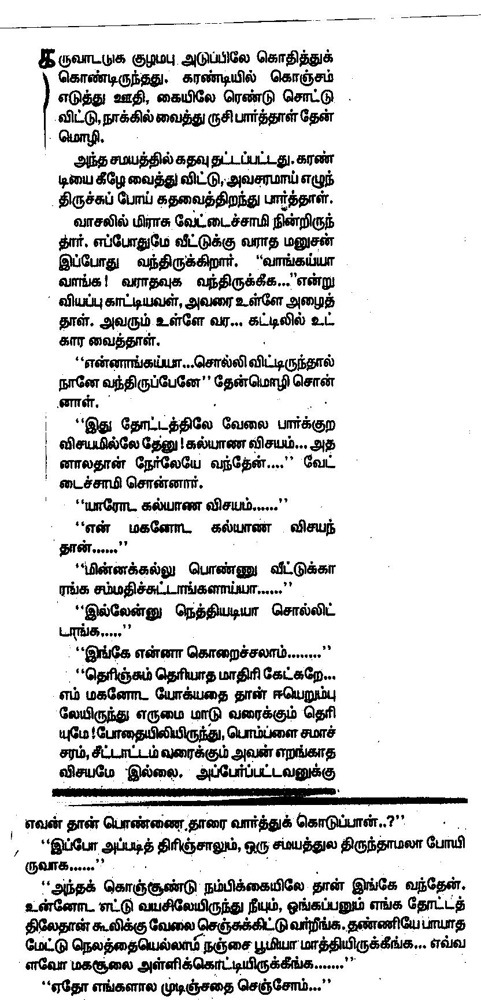 கருவாட்டுக் குழம்பு அடுப்பிலே கொதித்துக்
கொண்டிருந்தது. கரண்டியில் கொஞ்சம்
எடுத்து ஊதி, கையிலே ரெண்டு சொட்டு
விட்டு, நாக்கில் வைத்து ருசி பார்த்தாள் தேன்
மொழி.
அந்த சமயத்தில் கதவு தட்டப்பட்டது. கரண்
டியை கீழே வைத்து விட்டு, அவசரமாய் எழுந்
திருச்சுப் போய் கதவைத்திறந்து பார்த்தாள்.
வாசலில் மிராசு வேட்டைச்சாமி நின்றிருந்
தார். எப்போதுமே வீட்டுக்கு வராத மனுசன்
இப்போது வந்திருக்கிறார். “வாங்கய்யா
வாங்க! வராதவுக வந்திருக்கீக...”என்று
வியப்பு காட்டியவள், அவரை உள்ளே அழைத்
தாள். அவரும் உள்ளே வர... கட்டிலில் உட்
கார வைத்தாள்.
“என்னாங்கய்யா...சொல்லி விட்டிருந்தால்
நானே வந்திருப்பேனே” தேன்மொழி சொன்
னாள்.
“இது தோட்டத்திலே வேலை பார்க்குற
விசயமில்லே தேனு! கல்யாண விசயம்... அத
னாலதான் நேர்லேயே வந்தேன்....” வேட்
டைச்சாமி சொன்னார்.
“யாரோட கல்யாண விசயம்......”
“என் மகனோட கல்யாண விசயந்
தான்......”
“மின்னக்கல்லு பொண்ணு வீட்டுக்கா
ரங்க சம்மதிச்சுட்டாங்களாய்யா......”
“இல்லேன்னு நெத்தியடியா சொல்லிட்
டாங்க.....”
“இங்கே என்னா கொறைச்சலாம்........”
“தெரிஞ்சும் தெரியாத மாதிரி கேட்கறே...
எம் மகனோட யோக்யதை தான் ஈயெறும்பு
லேயிருந்து எருமை மாடு வரைக்கும் தெரி
யுமே! போதையிலியிருந்து, பொம்பளை சமாச்
சரம், சீட்டாட்டம் வரைக்கும் அவன் எறங்காத
விசயமே இல்லை. அப்பேர்ப்பட்டவனுக்கு
எவன் தான் பொண்ணை தாரை வார்த்துக் கொடுப்பான்..?”
“இப்போ அப்படித் திரிஞ்சாலும், ஒரு சமயத்துல திருந்தாமலா போயி
ருவாக......”
“அந்தக் கொஞ்சூண்டு நம்பிக்கையிலே தான் இங்கே வந்தேன்.
உன்னோட எட்டு வயசிலேயிருந்து நீயும், ஒங்கப்பனும் எங்க தோட்டத்
திலேதான் கூலிக்கு வேலை செஞ்சுக்கிட்டு வர்றீங்க. தண்ணியே பாயாத
மேட்டு நெலத்தையெல்லாம் நஞ்சை பூமியா மாத்தியிருக்கீங்க... எவ்வ
ளவோ மகசூலை அள்ளிக்கொட்டியிருக்கீங்க.......”
“ஏதோ எங்களால முடிஞ்சதை செஞ்சோம்...”